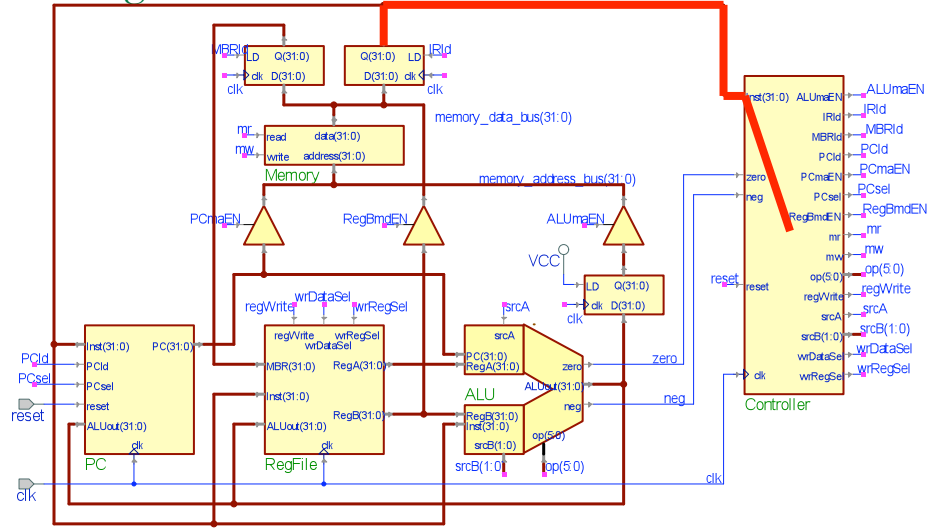 MBRld
LD
Q(31:0)
clk
D(31:0)
clk
Q(31:0)
LD
IRld
D(31:0)
clk
clk
memory_data_bus(31:0)
mr
read
data(31:0)
mw
write
address(31:0)
Memory
memory_address_bus(31:0)
PCmaEN
RegBmdEN
ALUmaEN
VCC
LD
Q(31:0)
clk
D(31:0)
clk
regWrite
wrDataSel
wrRegSel
srcA
Inst(31:0)
PC(31:0)
PCld
PCld
PCsel
PCsel
reset
reset
ALUout(31:0)
clk
PC
regWrite
wrRegSel
wrDataSel
MBR(31:0)
RegA(31:0)
Inst(31:0)
RegB(31:0)
ALUout(31:0)
clk
RegFile
srcA
PC(31:0)
RegA(31:0)
zero
zero
ALUout(31:0)
ALU
neg
neg
RegB(31:0)
Inst(31:0)
op(5:0)
srcB(1:0)
srcB(1:0)
op(5:0)
clk
clk
Inst(31:0)
ALUmaEN
ALUmaEN
IRld
IRld
MBRld
MBRld
PCld
PCld
zero
PCmaEN
PCmaEN
neg
PCsel
PCsel
RegBmdEN
RegBmdEN
mr
mr
mw
mw
op(5:0)
op(5:0)
reset
reset
regWrite
regWrite
srcA
srcA
srcB(1:0)
srcB(1:0)
wrDataSel
wrDataSel
clk
wrRegSel
wrRegSel
Controller